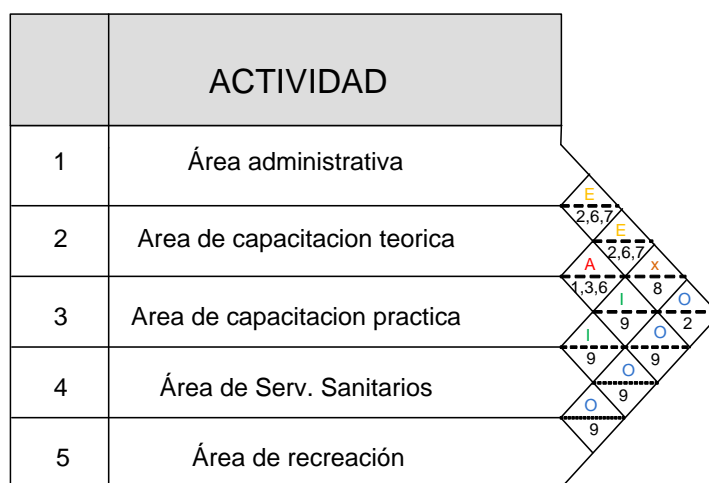 ACTIVIDAD
1 Área administrativa
E
2,6,7
E
2 Area de capacitacion teorica
2,6,7
A x
1,3,6 8
I O
3 Area de capacitacion practica
9 2
I O
9 9
O
4 Área de Serv. Sanitarios
9
O
9
5 Área de recreación